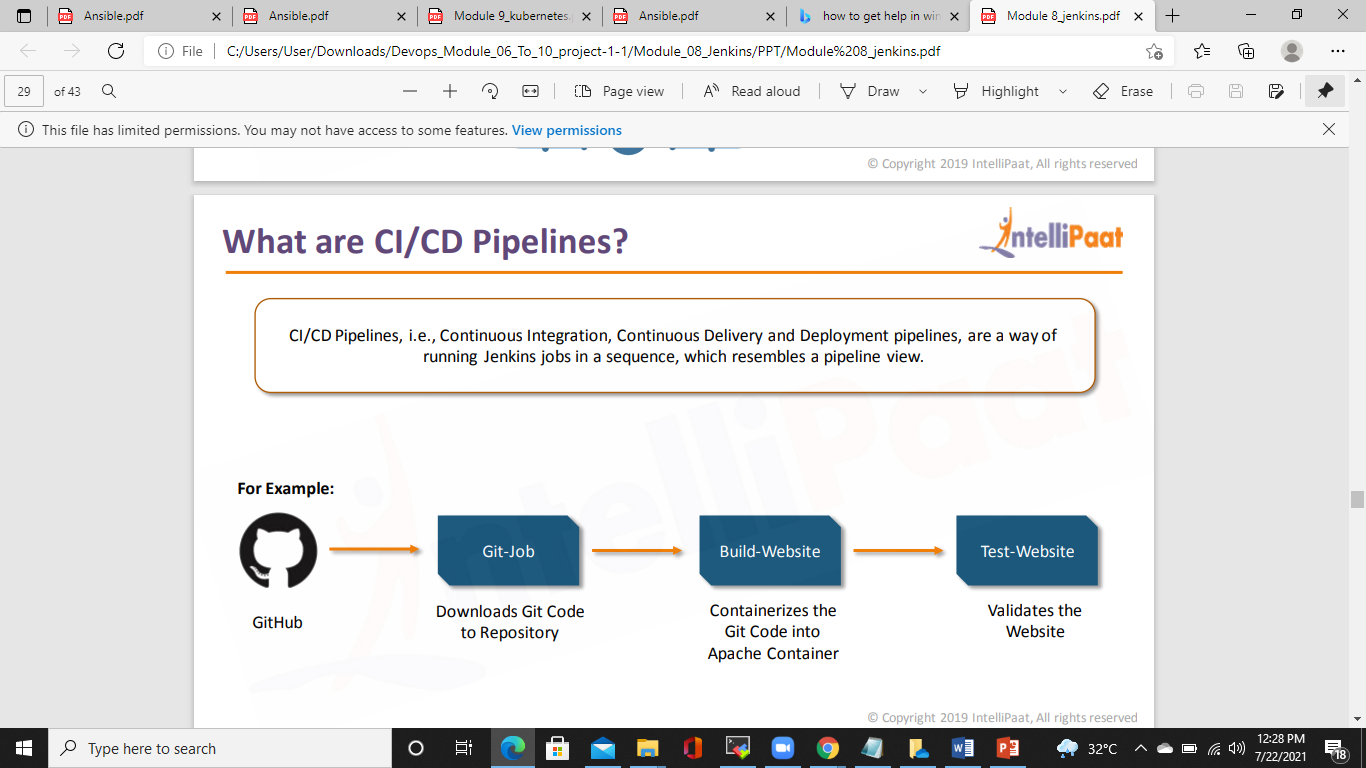 Ansible.pdf
Ansible.pdf
Module 9_kubernetes.
Ansible.pdf
how to get help in win
Module 8_jenkins.pdf
File
C:/Users/User/Downloads/Devops_Module_06_To_10_project-1-1/Module_08_Jenkins/PPT/Module%208_jenkins.pdf
29 of 43
Page view
Read aloud
Draw
Highlight
Erase
This file has limited permissions. You may not have access to some features. View permissions
© Copyright 2019 IntelliPaat, All rights reserved
What are CI/CD Pipelines?
IntelliPaat
CI/CD Pipelines, i.e., Continuous Integration, Continuous Delivery and Deployment pipelines, are a way of
running Jenkins jobs in a sequence, which resembles a pipeline view.
IntelliPaat
For Example:
Git-Job
Build-Website
Test-Website
GitHub
Downloads Git Code
to Repository
Containerizes the
Git Code into
Apache Container
Validates the
Website
© Copyright 2019 IntelliPaat, All rights reserved
Type here to search
32°C
12:28 PM
7/22/2021
18